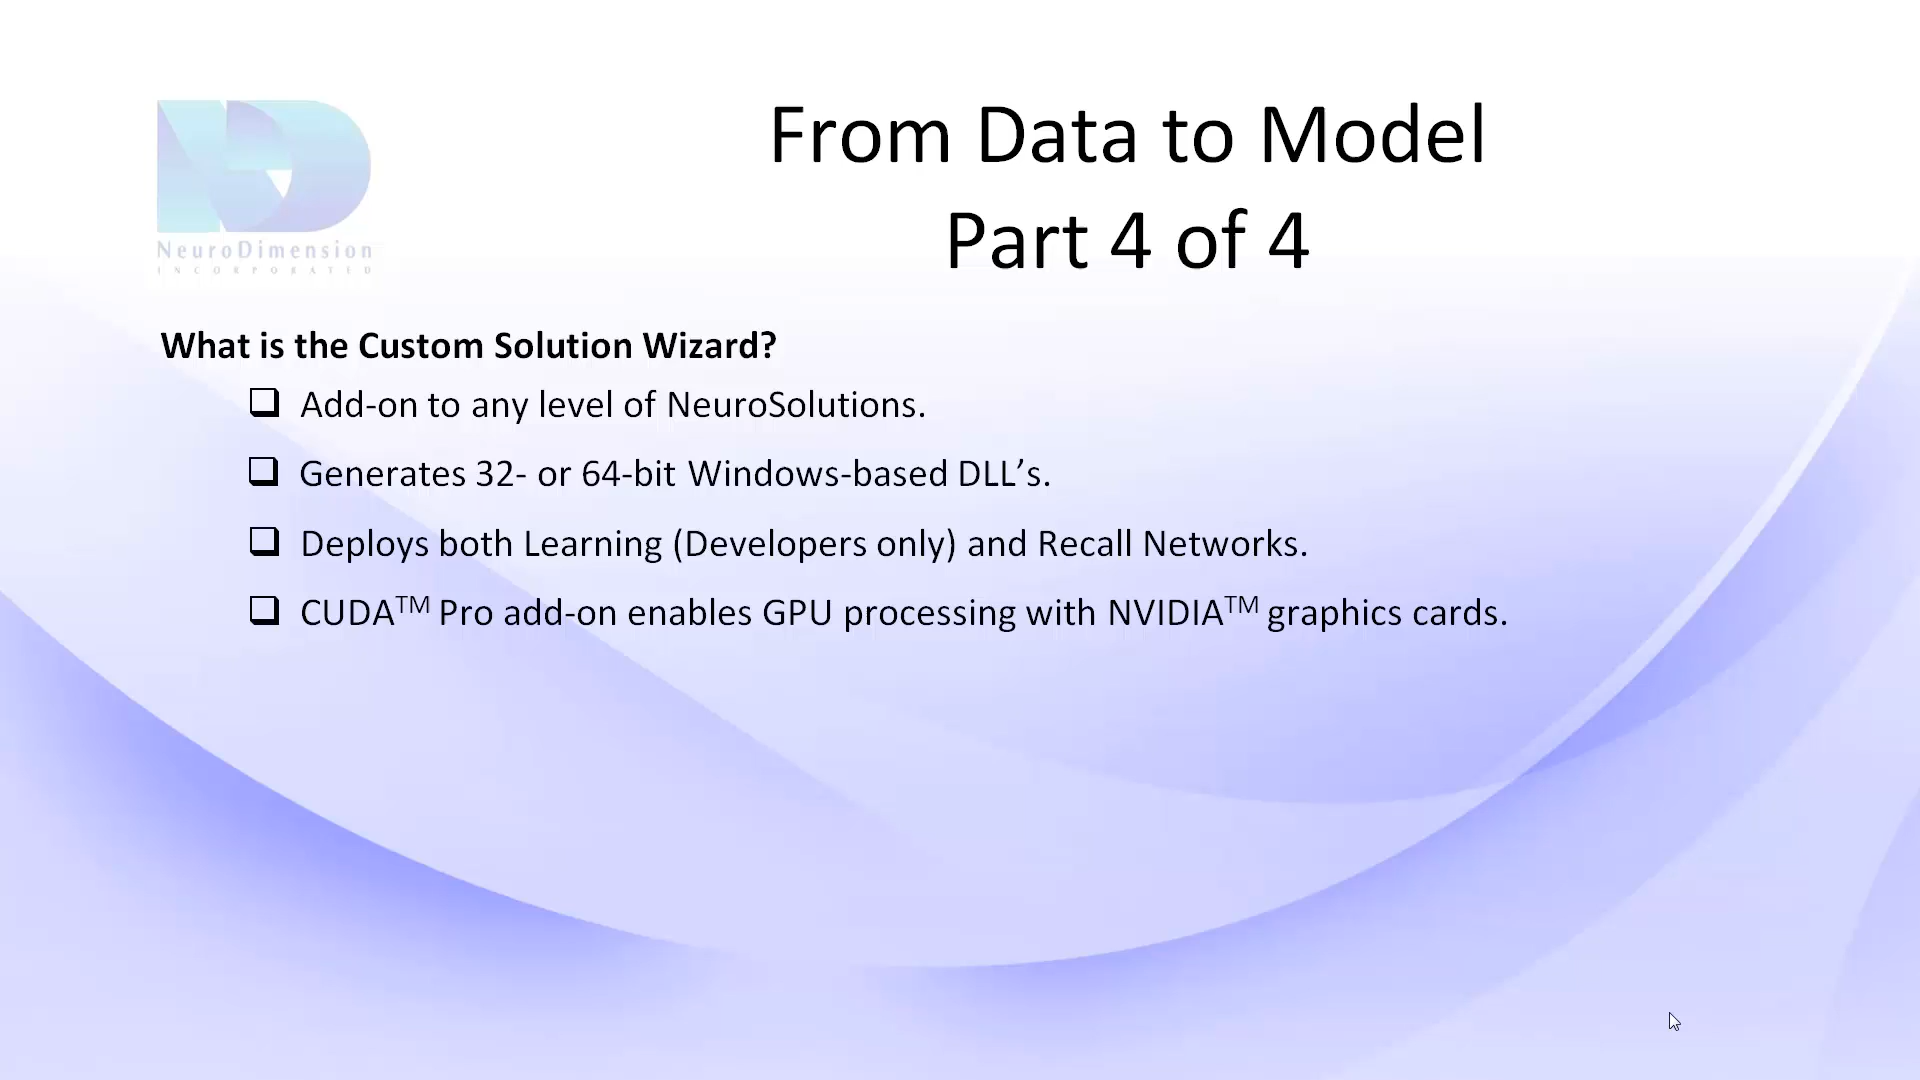 From Data to Model
Part 4 of 4
NeuroDimension
INCORPORATED
What is the Custom Solution Wizard?
❑ Add-on to any level of NeuroSolutions.
❑ Generates 32- or 64-bit Windows-based DLL’s.
❑ Deploys both Learning (Developers only) and Recall Networks.
❑ CUDA™ Pro add-on enables GPU processing with NVIDIA™ graphics cards.